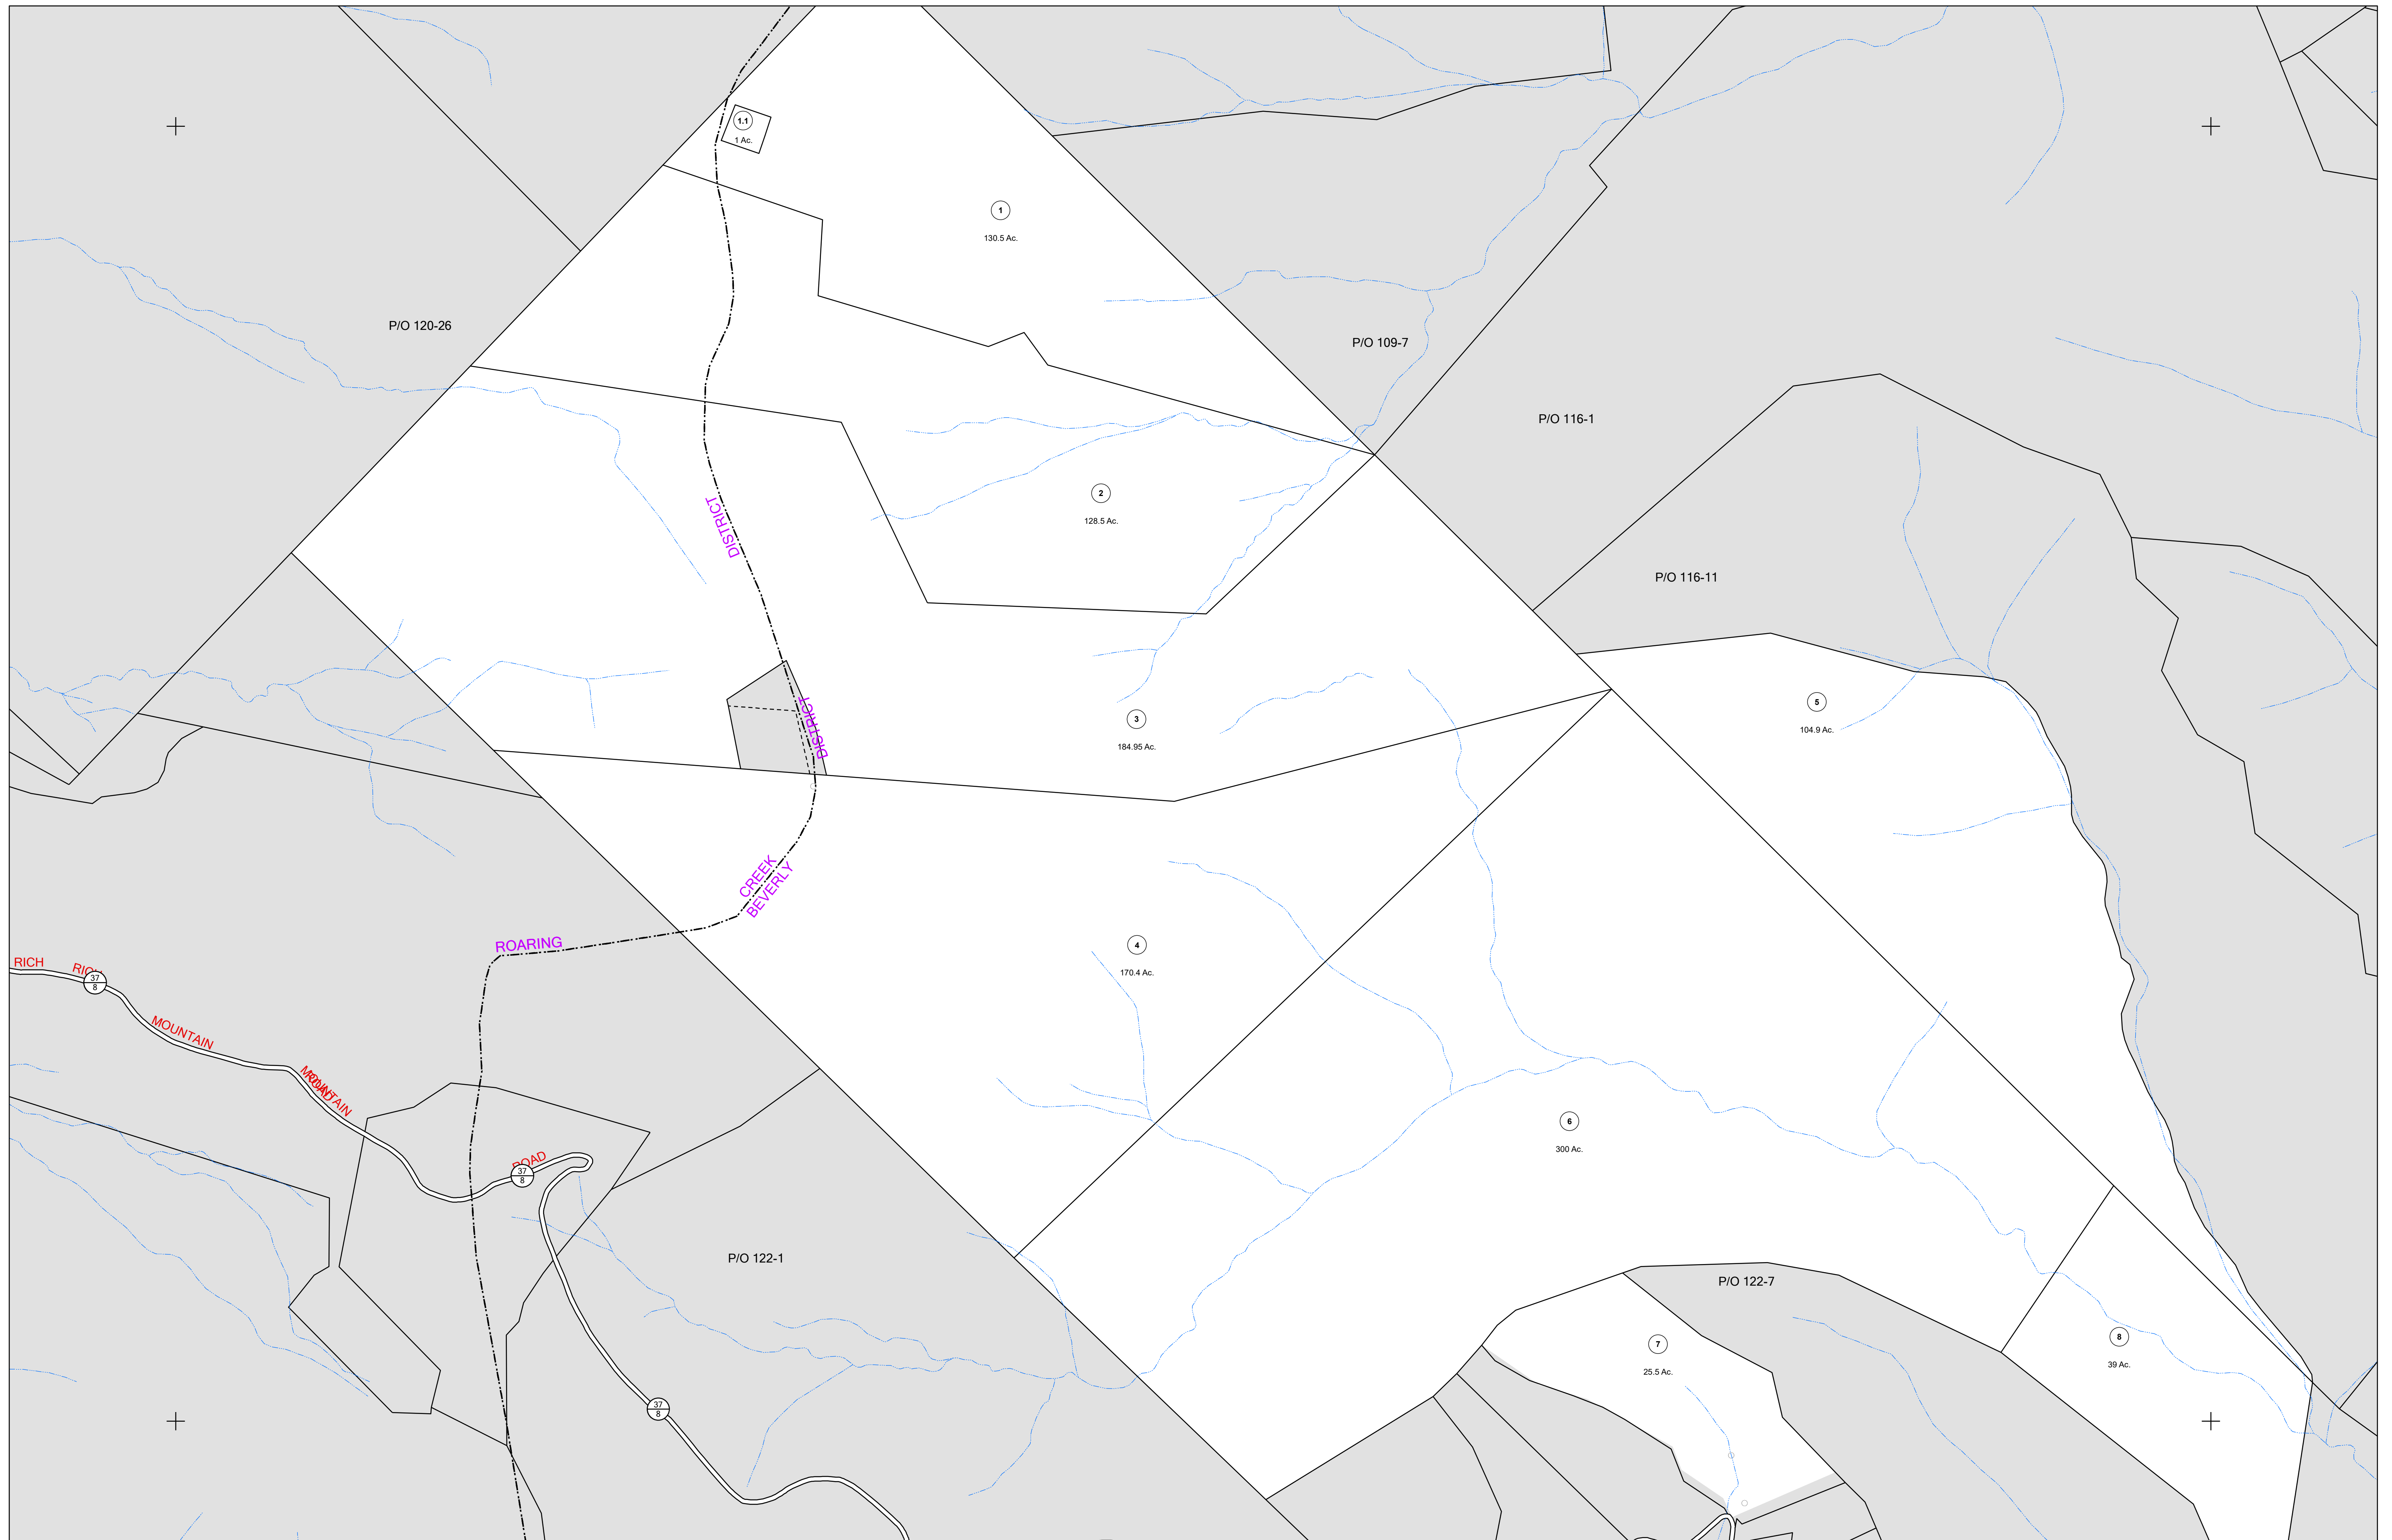 1.1
1 Ac.
1
130.5 Ac.
P/O 120-26
P/O 109-7
P/O 116-1
2
128.5 Ac.
DISTRICT
P/O 116-11
DISTRICT
3
184.95 Ac.
5
104.9 Ac.
CREEK
BEVERLY
ROARING
4
170.4 Ac.
RICH
RICH
37
8
MOUNTAIN
MOUNTAIN
ROAD
6
300 Ac.
ROAD
37
8
P/O 122-1
P/O 122-7
7
25.5 Ac.
8
39 Ac.
37
8